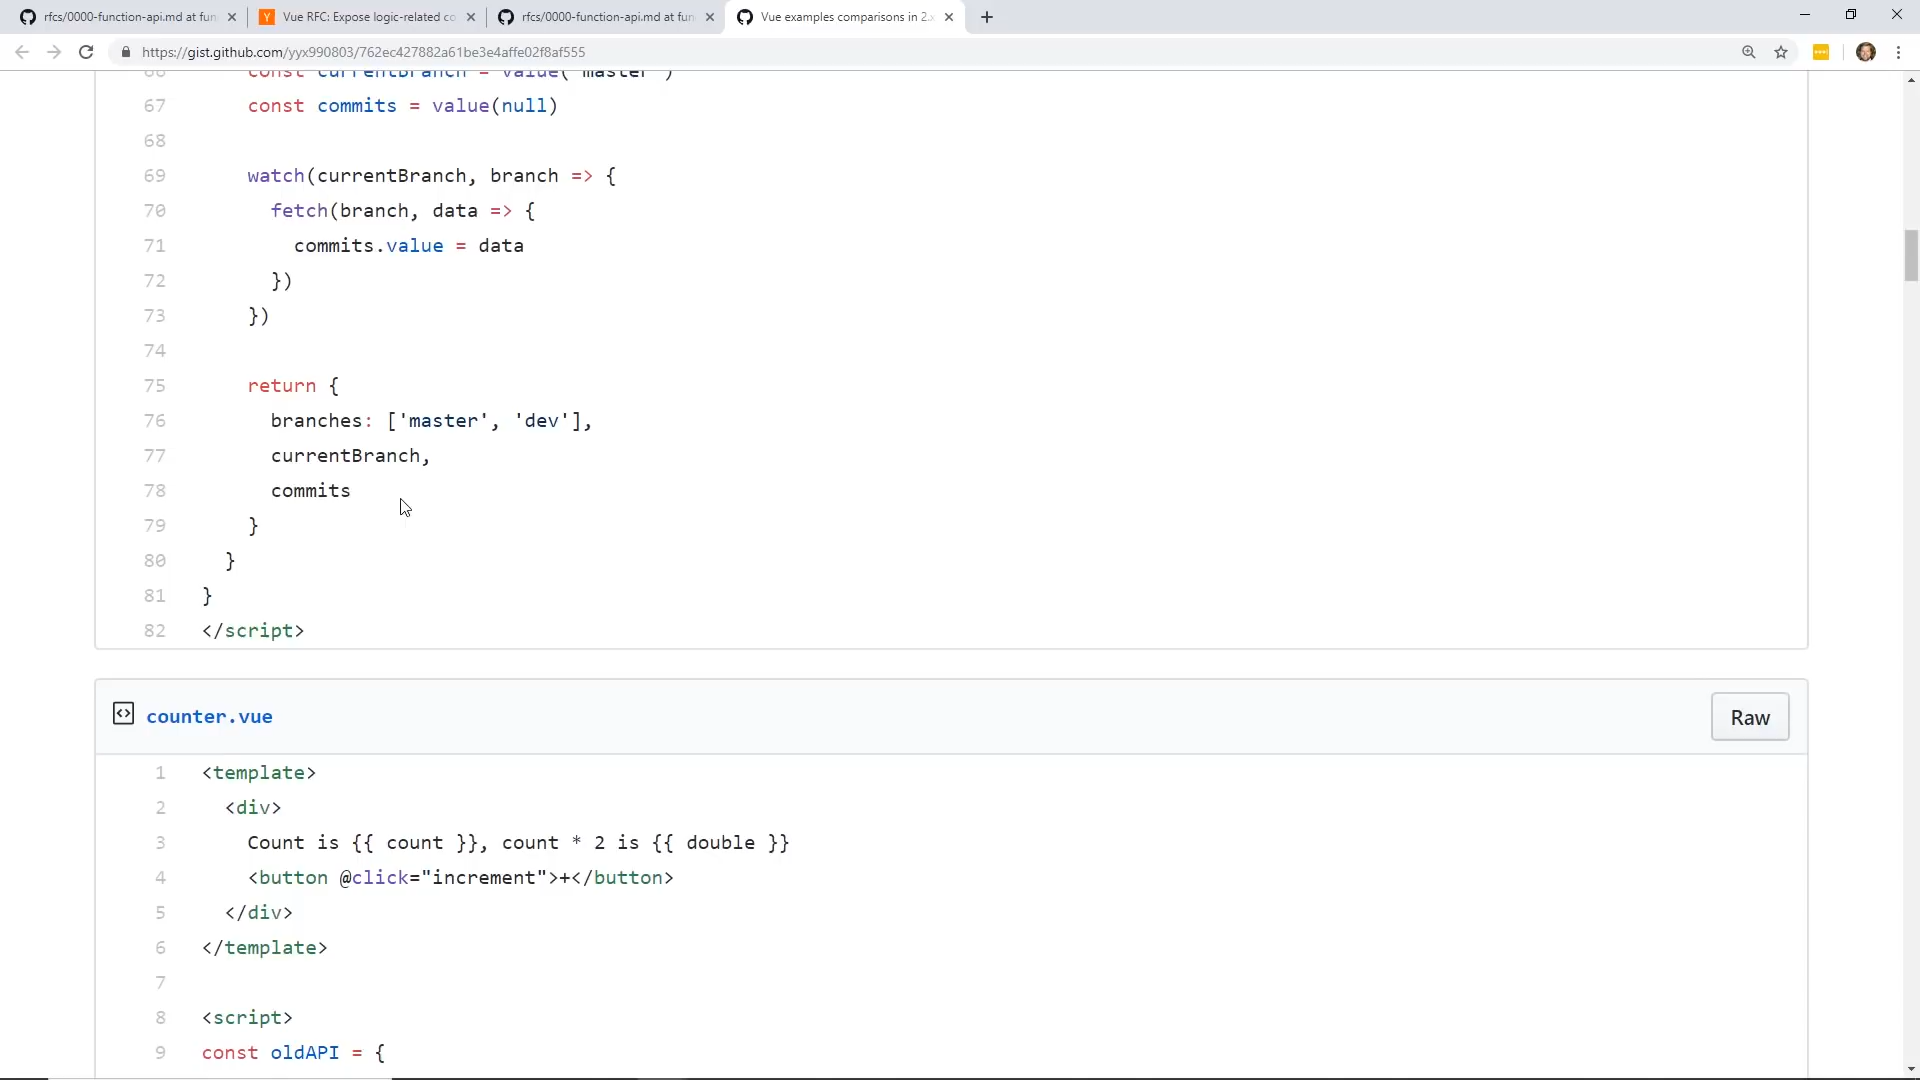 rfcs/0000-function-api.md at fun
Vue RFC: Expose logic-related co
rfcs/0000-function-api.md at fun
Vue examples comparisons in 2.x
https://gist.github.com/yyx990803/762ec427882a61be3e4affe02f8af555
66 const currentBranch = value('master')
67 const commits = value(null)
68
69 watch(currentBranch, branch => {
70 fetch(branch, data => {
71 commits.value = data
72 })
73 })
74
75 return {
76 branches: ['master', 'dev'],
77 currentBranch,
78 commits
79 }
80 }
81 }
82 </script>
counter.vue
Raw
1 <template>
2 <div>
3 Count is {{ count }}, count * 2 is {{ double }}
4 <button @click="increment">+</button>
5 </div>
6 </template>
7
8 <script>
9 const oldAPI = {